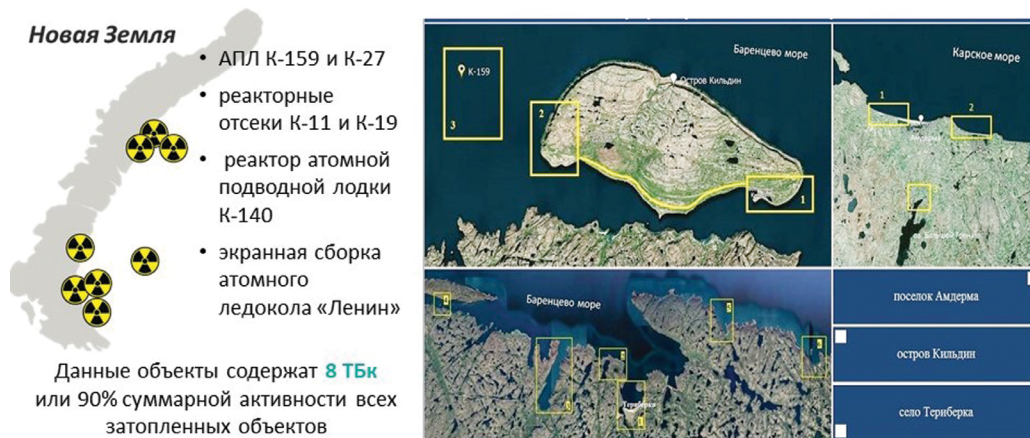 Новая Земля
• АПЛ К-159 и К-27
• реакторные
отсеки К-11 и К-19
• реактор атомной
подводной лодки
К-140
• экранная сборка
атомного
ледокола «Ленин»
Данные объекты содержат 8 ТБк
или 90% суммарной активности всех
затопленных объектов
Баренцево море
К-159
Остров Кильдин
3
2
1
Карское море
1
2
Баренцево море
Териберка
поселок Амдерма
остров Кильдин
село Териберка